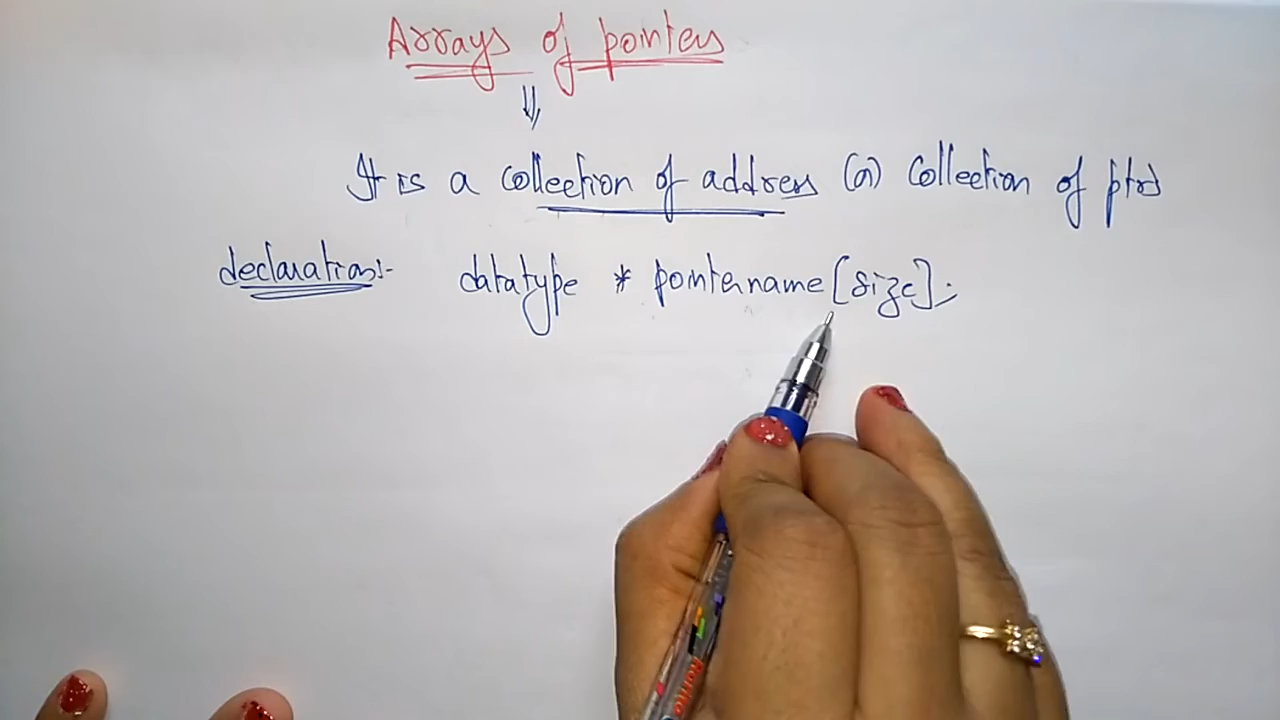 Arrays of pointers
It is a collection of address (or) collection of ptrs
declaration:- datatype * pointername[size];